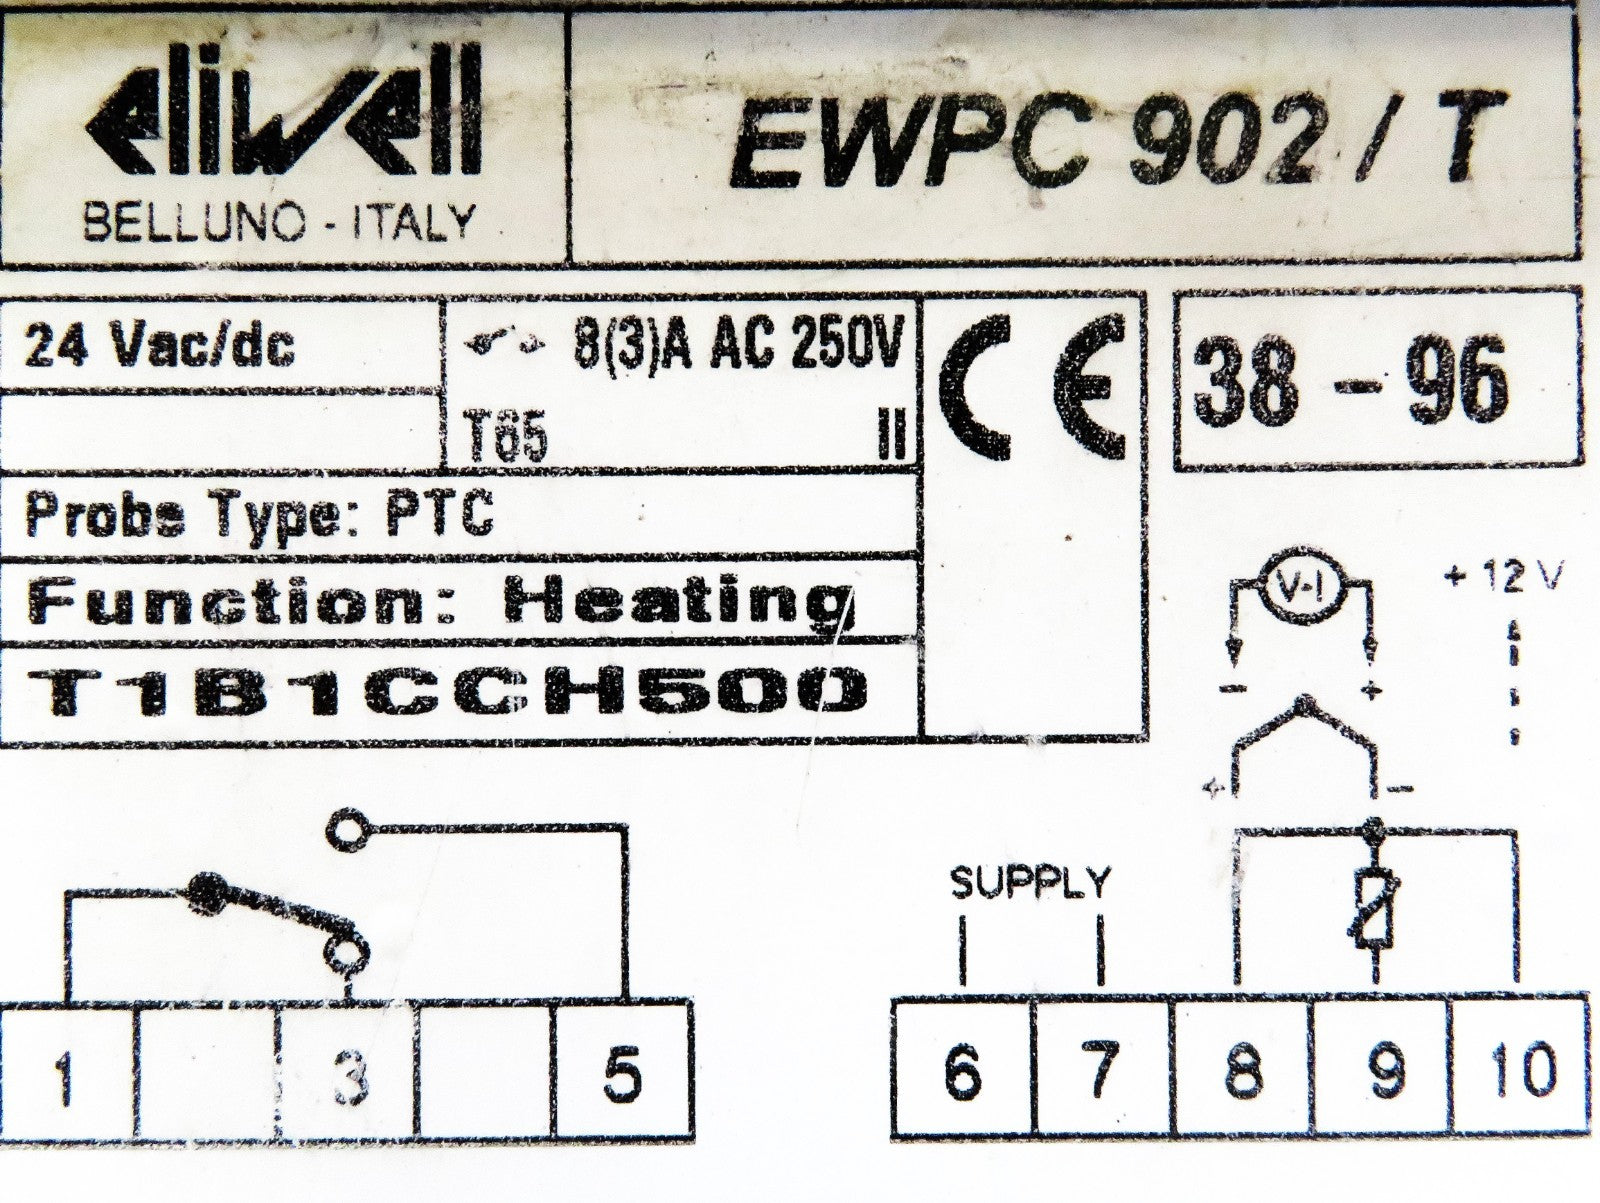 eliwell
BELLUNO - ITALY
EWPC 902 / T
24 Vac/dc
8(3)A AC 250V
T65 II
CE
38 - 96
Probe Type: PTC
Function: Heating
T1B1CCH500
V-I
+ 12 V
- +
+ -
SUPPLY
1 3 5
6 7 8 9 10